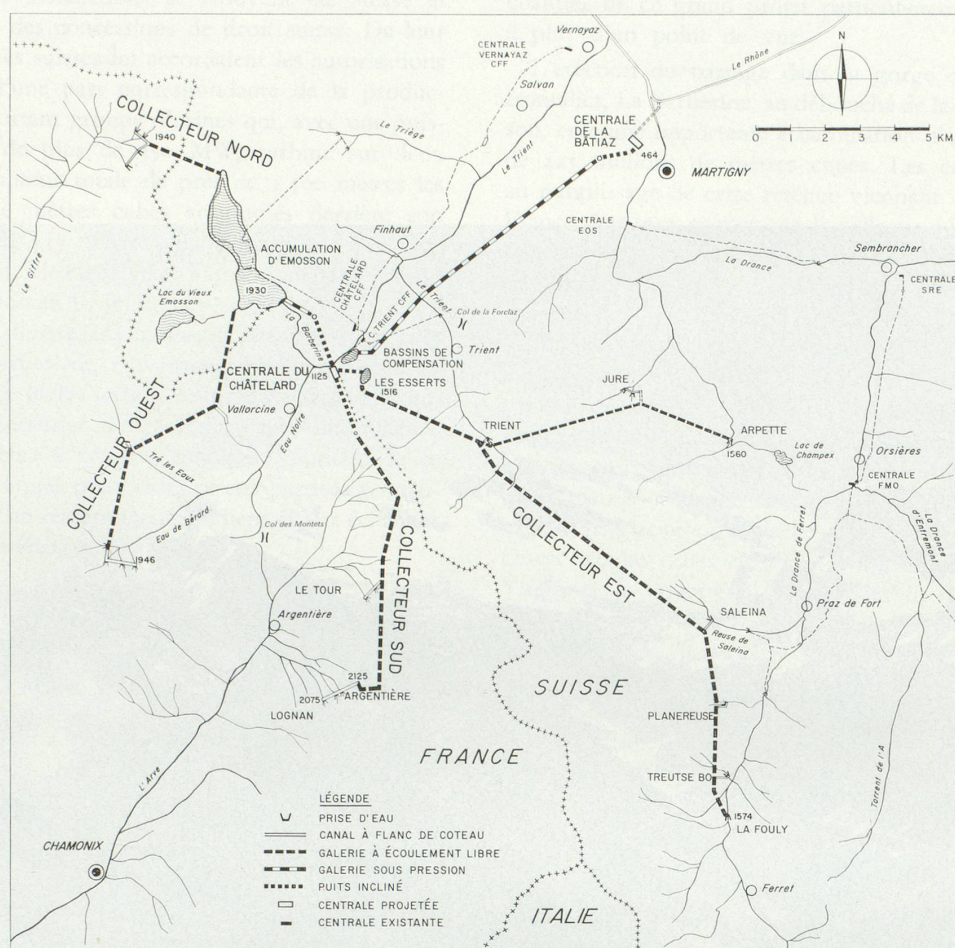 Vernayaz
CENTRALE
VERNAYAZ
CFF
Le Rhône
N
Salvan
COLLECTEUR NORD
1940
Le Triège
Le Trient
CENTRALE
DE LA
BÂTIAZ
464
0 1 2 3 4 5 KM
MARTIGNY
Le Giffre
Finhaut
CENTRALE
EOS
ACCUMULATION
D'EMOSSON
CENTRALE
CHÂTELARD
CFF
La Drance
Sembrancher
CENTRALE
SRE
Lac du Vieux
Emosson
1930
La
Barberine
C. TRIENT CFF
Le Trient
Col de la Forclaz
Trient
BASSINS DE
COMPENSATION
CENTRALE DU
CHÂTELARD
1125
LES ESSERTS
1516
JURE
Vallorcine
COLLECTEUR OUEST
Eau Noire
TRIENT
ARPETTE
1560
Lac de
Champex
Orsières
CENTRALE
FMO
Tré les Eaux
Eau de Bérard
Col des Montets
1946
COLLECTEUR EST
COLLECTEUR SUD
La Drance de Ferret
La Drance
d'Entremont
LE TOUR
Argentière
SALEINA
Reuse de
Saleina
Praz de Fort
2125
2075
ARGENTIÈRE
LOGNAN
SUISSE
PLANEREUSE
FRANCE
TREUTSE BO
Torrent de l'A
L'Arve
1574
LA FOULY
CHAMONIX
Ferret
ITALIE
LÉGENDE
PRISE D'EAU
CANAL À FLANC DE COTEAU
GALERIE À ÉCOULEMENT LIBRE
GALERIE SOUS PRESSION
PUITS INCLINÉ
CENTRALE PROJETÉE
CENTRALE EXISTANTE